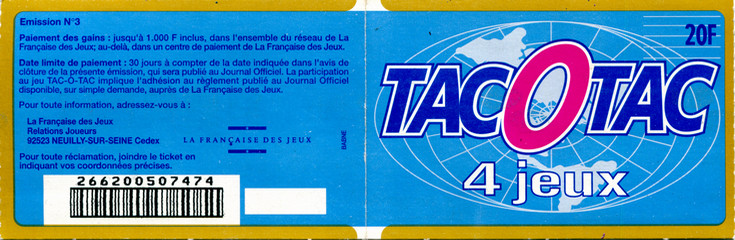 Emission N°3
Paiement des gains : jusqu'à 1.000 F inclus, dans l'ensemble du réseau de La
Française des Jeux; au-delà, dans un centre de paiement de La Française des Jeux.
Date limite de paiement : 30 jours à compter de la date indiquée dans l'avis de
clôture de la présente émission, qui sera publié au Journal Officiel. La participation
au jeu TAC-O-TAC implique l'adhésion au règlement publié au Journal Officiel
disponible, sur simple demande, auprès de La Française des Jeux.
Pour toute information, adressez-vous à :
La Française des Jeux
Relations Joueurs
92523 NEUILLY-SUR-SEINE Cedex
LA FRANÇAISE DES JEUX
Pour toute réclamation, joindre le ticket en
indiquant vos coordonnées précises.
266200507474
20F
TACOTAC
4 jeux